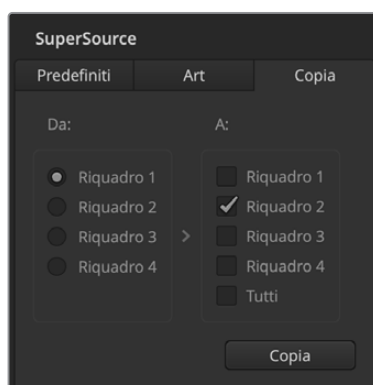 SuperSource
Predefiniti Art Copia
Da: A:
Riquadro 1 Riquadro 1
Riquadro 2 Riquadro 2
Riquadro 3 > Riquadro 3
Riquadro 4 Riquadro 4
Tutti
Copia